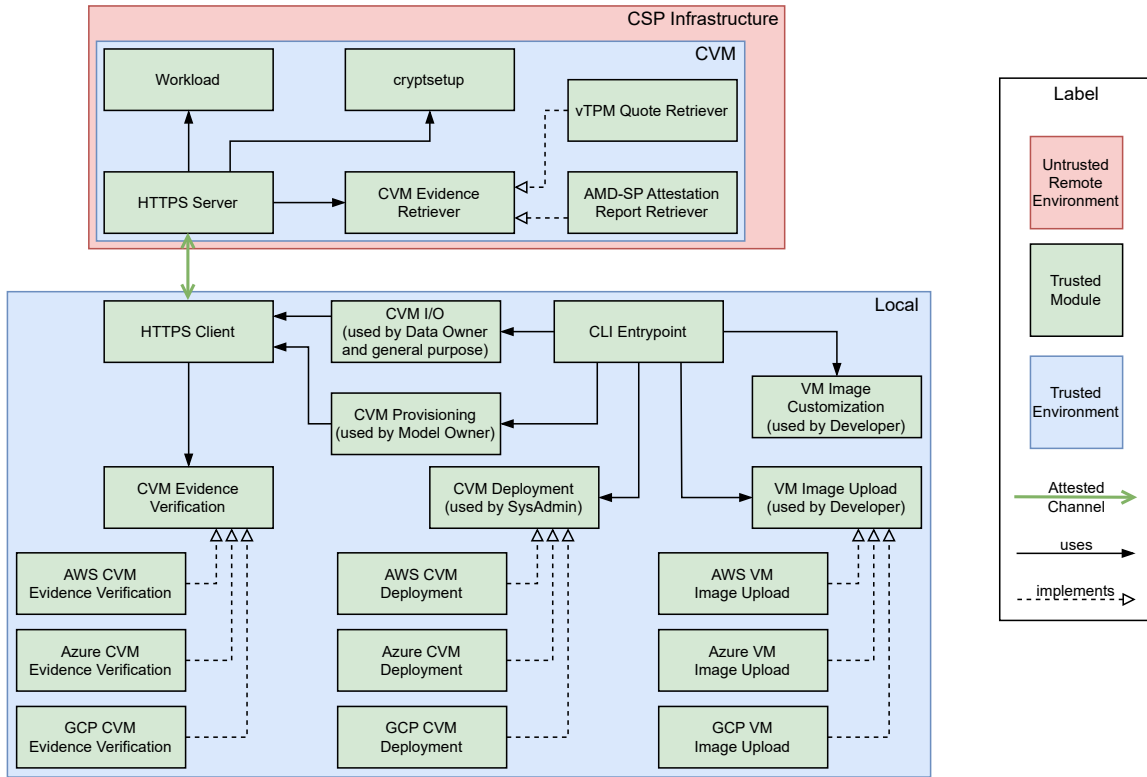 CSP Infrastructure
CVM
Workload
cryptsetup
vTPM Quote Retriever
HTTPS Server
CVM Evidence
Retriever
AMD-SP Attestation
Report Retriever
Local
HTTPS Client
CVM I/O
(used by Data Owner
and general purpose)
CLI Entrypoint
VM Image
Customization
(used by Developer)
CVM Provisioning
(used by Model Owner)
CVM Evidence
Verification
CVM Deployment
(used by SysAdmin)
VM Image Upload
(used by Developer)
AWS CVM
Evidence Verification
AWS CVM
Deployment
AWS VM
Image Upload
Azure CVM
Evidence Verification
Azure CVM
Deployment
Azure VM
Image Upload
GCP CVM
Evidence Verification
GCP CVM
Deployment
GCP VM
Image Upload
Label
Untrusted
Remote
Environment
Trusted
Module
Trusted
Environment
Attested
Channel
uses
implements